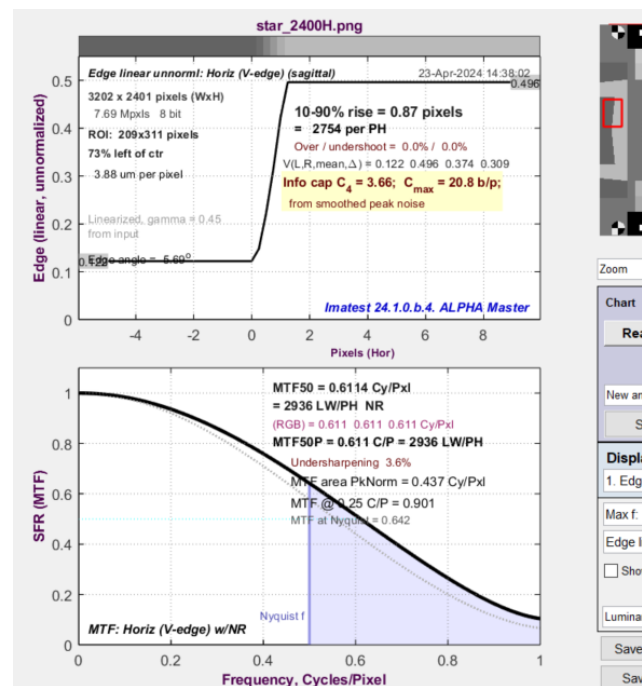 star_2400H.png
Edge linear unnorml: Horiz (V-edge) (sagittal)
23-Apr-2024 14:38:02
0.496
3202 x 2401 pixels (WxH)
7.69 Mpxls 8 bit
ROI: 209x311 pixels
73% left of ctr
3.88 um per pixel
10-90% rise = 0.87 pixels
= 2754 per PH
Over / undershoot = 0.0% / 0.0%
V(L,R,mean,Δ) = 0.122 0.496 0.374 0.309
Info cap C4 = 3.66; Cmax = 20.8 b/p;
from smoothed peak noise
Linearized, gamma = 0.45
from input
Edge angle = 5.69°
0.122
Imatest 24.1.0.b.4. ALPHA Master
Edge (linear, unnormalized)
0.5
0.4
0.3
0.2
0.1
0
-4 -2 0 2 4 6 8
Pixels (Hor)
MTF50 = 0.6114 Cy/Pxl
= 2936 LW/PH NR
(RGB) = 0.611 0.611 0.611 Cy/Pxl
MTF50P = 0.611 C/P = 2936 LW/PH
Undersharpening 3.6%
MTF area PkNorm = 0.437 Cy/Pxl
MTF @ 0.25 C/P = 0.901
MTF at Nyquist = 0.642
Nyquist f
MTF: Horiz (V-edge) w/NR
SFR (MTF)
1
0.8
0.6
0.4
0.2
0
0 0.2 0.4 0.6 0.8 1
Frequency, Cycles/Pixel
Zoom
Chart
Rea
New an
S
Displa
1. Edg
Max f:
Edge li
Sho
Luminan
Save
Sav